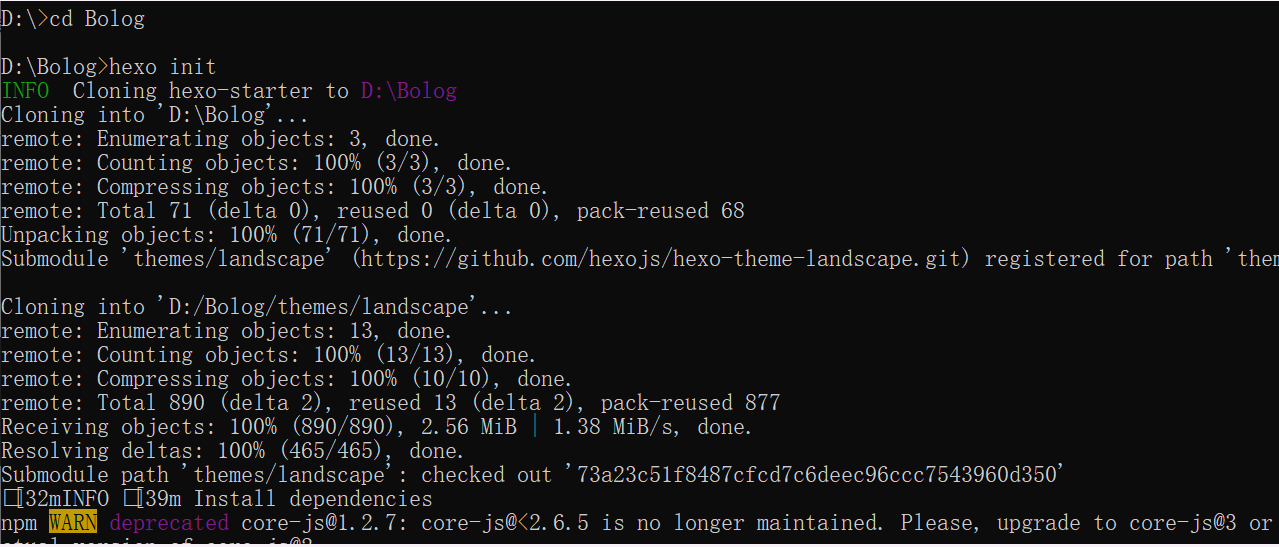 D:\>cd Bolog
D:\Bolog>hexo init
INFO  Cloning hexo-starter to D:\Bolog
Cloning into 'D:\Bolog'...
remote: Enumerating objects: 3, done.
remote: Counting objects: 100% (3/3), done.
remote: Compressing objects: 100% (3/3), done.
remote: Total 71 (delta 0), reused 0 (delta 0), pack-reused 68
Unpacking objects: 100% (71/71), done.
Submodule 'themes/landscape' (https://github.com/hexojs/hexo-theme-landscape.git) registered for path 'them
Cloning into 'D:/Bolog/themes/landscape'...
remote: Enumerating objects: 13, done.
remote: Counting objects: 100% (13/13), done.
remote: Compressing objects: 100% (10/10), done.
remote: Total 890 (delta 2), reused 13 (delta 2), pack-reused 877
Receiving objects: 100% (890/890), 2.56 MiB | 1.38 MiB/s, done.
Resolving deltas: 100% (465/465), done.
Submodule path 'themes/landscape': checked out '73a23c51f8487cfcd7c6deec96ccc7543960d350'
□[32mINFO □[39m Install dependencies
npm WARN deprecated core-js@1.2.7: core-js@<2.6.5 is no longer maintained. Please, upgrade to core-js@3 or